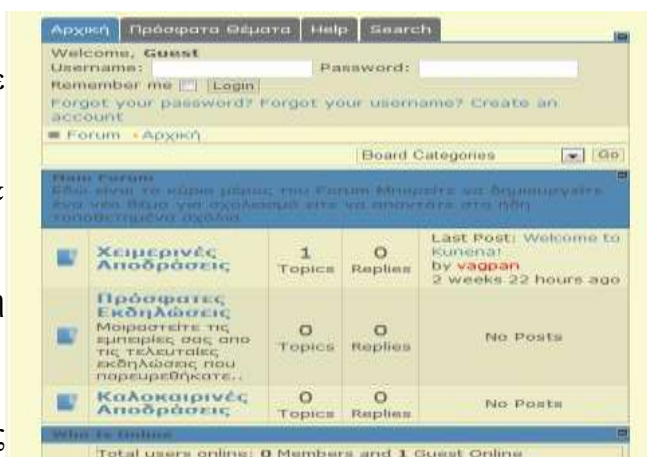 Αρχική Πρόσφατα Θέματα Help Search
Welcome, Guest
Username: Password:
Remember me Login
Forgot your password? Forgot your username? Create an
account
Forum Αρχική
Board Categories Go
Main Forum
Εδώ είναι το κύριο μέρος του Forum Μπορείτε να δημιουργείτε
ένα νέο θέμα για σχολιασμό είτε να απαντάτε στα ήδη
τοποθετημένα σχόλια
Χειμερινές
Αποδράσεις
1
Topics
0
Replies
Last Post: Welcome to
Kunena!
by vagpan
2 weeks 22 hours ago
Πρόσφατες
Εκδηλώσεις
Μοιραστείτε τις
εμπειρίες σας απο
τις τελευταίες
εκδηλώσεις που
παρευρεθήκατε..
0
Topics
0
Replies
No Posts
Καλοκαιρινές
Αποδράσεις
0
Topics
0
Replies
No Posts
Who Is Online
Total users online: 0 Members and 1 Guest Online